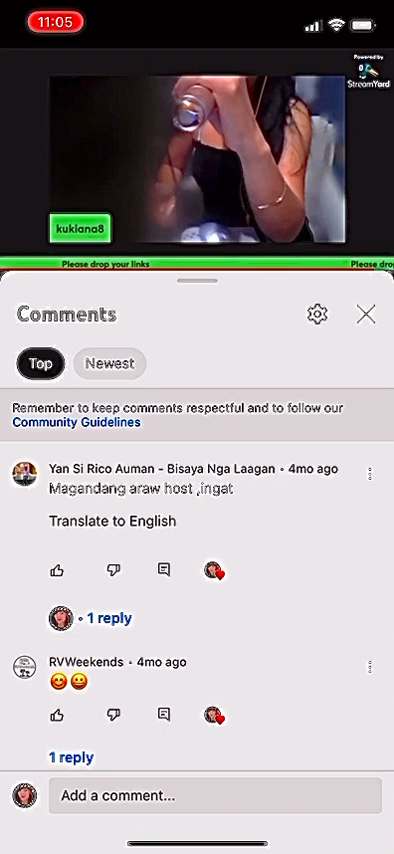 11:05
Powered by
StreamYard
kukiana8
Please drop your links
Please drop
Comments
Top
Newest
Remember to keep comments respectful and to follow our
Community Guidelines
Yan Si Rico Auman - Bisaya Nga Laagan • 4mo ago
Magandang araw host ,ingat
Translate to English
• 1 reply
RVWeekends • 4mo ago
😊😀
1 reply
Add a comment...